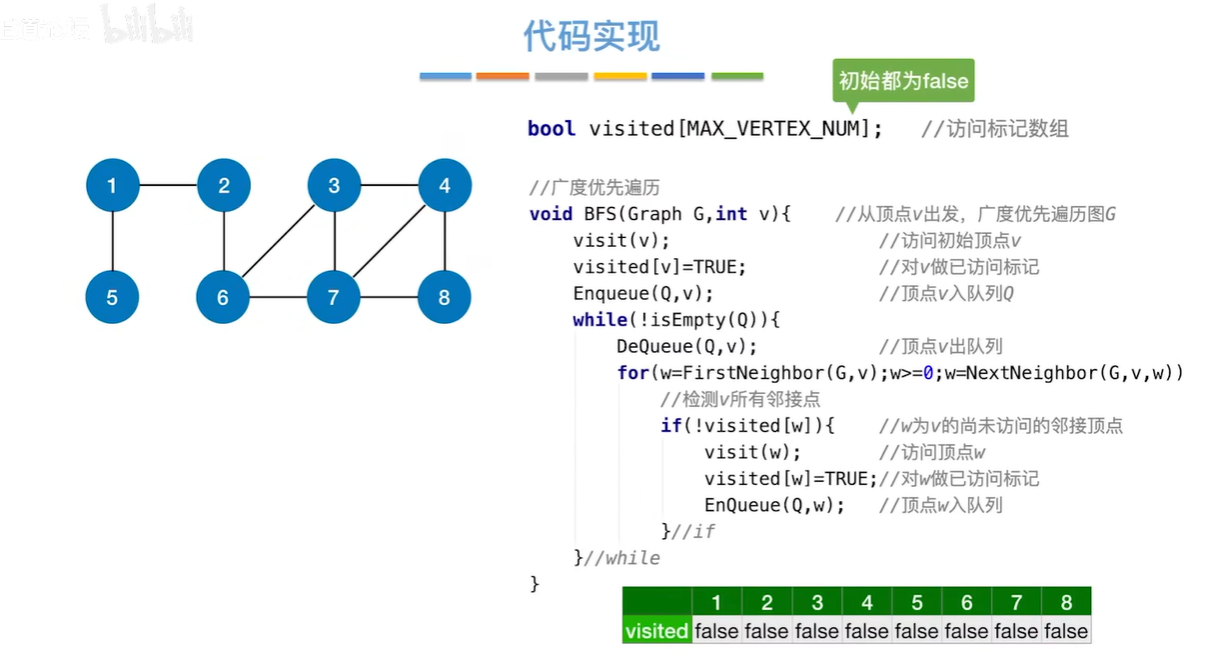 bilibili
代码实现
初始都为false
bool visited[MAX_VERTEX_NUM]; //访问标记数组
1 2 3 4
5 6 7 8
//广度优先遍历
void BFS(Graph G,int v){ //从顶点v出发，广度优先遍历图G
visit(v); //访问初始顶点v
visited[v]=TRUE; //对v做已访问标记
Enqueue(Q,v); //顶点v入队列Q
while(!isEmpty(Q)){
DeQueue(Q,v); //顶点v出队列
for(w=FirstNeighbor(G,v);w>=0;w=NextNeighbor(G,v,w))
//检测v所有邻接点
if(!visited[w]){ //w为v的尚未访问的邻接顶点
visit(w); //访问顶点w
visited[w]=TRUE;//对w做已访问标记
EnQueue(Q,w); //顶点w入队列
}//if
}//while
}
1 2 3 4 5 6 7 8
visited false false false false false false false false